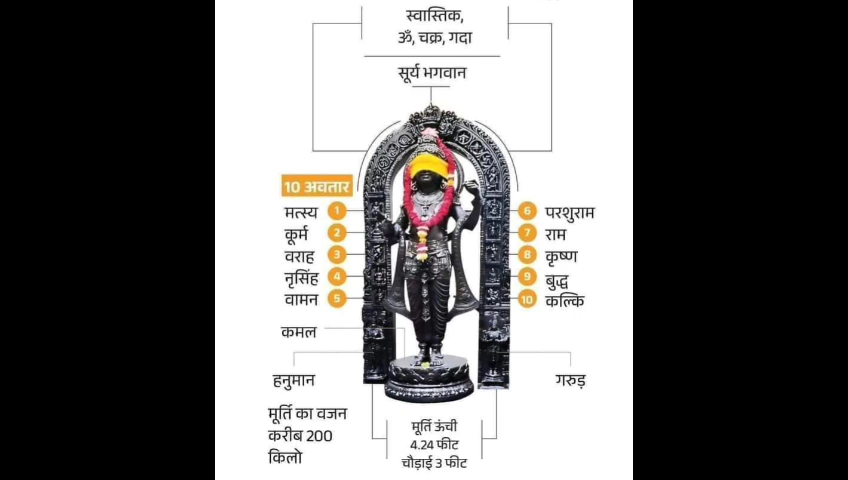 स्वास्तिक,
ॐ, चक्र, गदा
सूर्य भगवान
10 अवतार
मत्स्य 1
कूर्म 2
वराह 3
नृसिंह 4
वामन 5
6 परशुराम
7 राम
8 कृष्ण
9 बुद्ध
10 कल्कि
कमल
हनुमान
गरुड़
मूर्ति का वजन
करीब 200
किलो
मूर्ति ऊंची
4.24 फीट
चौड़ाई 3 फीट